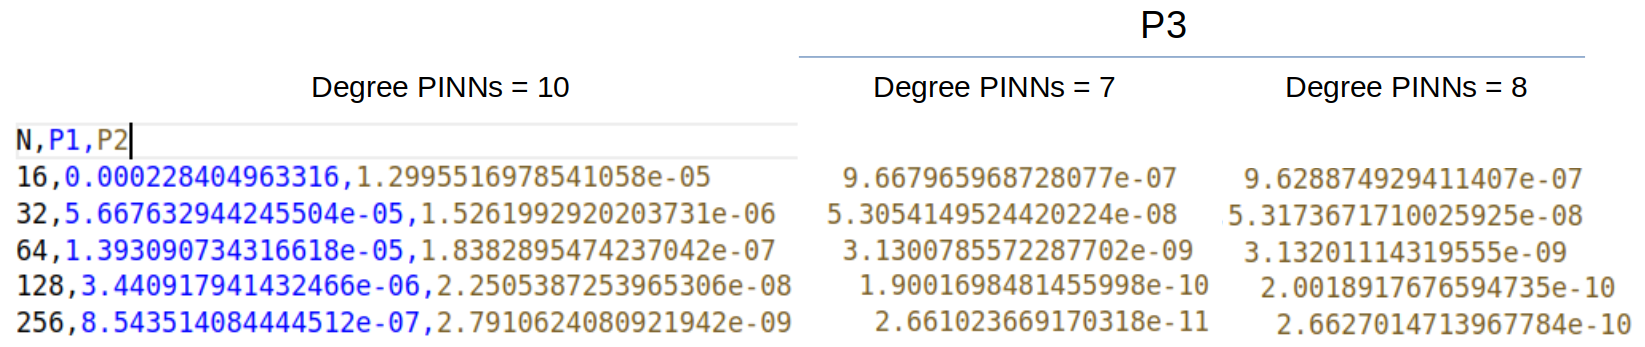 P3
Degree PINNs = 10 Degree PINNs = 7 Degree PINNs = 8
N,P1,P2
16,0.000228404963316,1.2995516978541058e-05 9.667965968728077e-07 9.628874929411407e-07
32,5.667632944245504e-05,1.5261992920203731e-06 5.3054149524420224e-08 5.3173671710025925e-08
64,1.393090734316618e-05,1.8382895474237042e-07 3.1300785572287702e-09 3.13201114319555e-09
128,3.440917941432466e-06,2.2505387253965306e-08 1.9001698481455998e-10 2.0018917676594735e-10
256,8.543514084444512e-07,2.7910624080921942e-09 2.661023669170318e-11 2.6627014713967784e-10